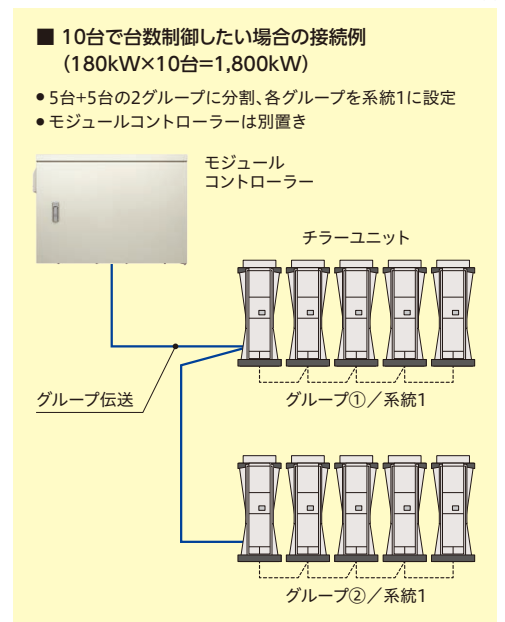 ■ 10台で台数制御したい場合の接続例
（180kW×10台=1,800kW）
● 5台+5台の2グループに分割、各グループを系統1に設定
● モジュールコントローラーは別置き
モジュール
コントローラー
チラーユニット
グループ伝送
グループ①／系統1
グループ②／系統1